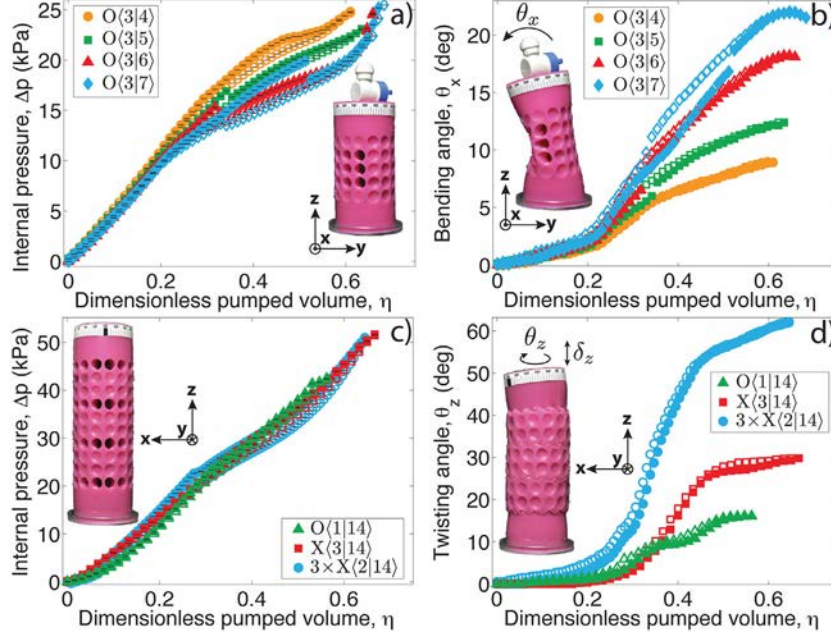 a)
Internal pressure, Δp (kPa)
25
20
15
10
5
0
O⟨3|4⟩
O⟨3|5⟩
O⟨3|6⟩
O⟨3|7⟩
z
x
y
0 0.2 0.4 0.6
Dimensionless pumped volume, η
b)
Bending angle, θx (deg)
20
15
10
5
0
θx
O⟨3|4⟩
O⟨3|5⟩
O⟨3|6⟩
O⟨3|7⟩
z
x
y
0 0.2 0.4 0.6
Dimensionless pumped volume, η
c)
Internal pressure, Δp (kPa)
50
40
30
20
10
0
z
x y
O⟨1|14⟩
X⟨3|14⟩
3×X⟨2|14⟩
0 0.2 0.4 0.6
Dimensionless pumped volume, η
d)
Twisting angle, θz (deg)
60
50
40
30
20
10
0
θz
δz
z
x y
O⟨1|14⟩
X⟨3|14⟩
3×X⟨2|14⟩
0 0.2 0.4 0.6
Dimensionless pumped volume, η